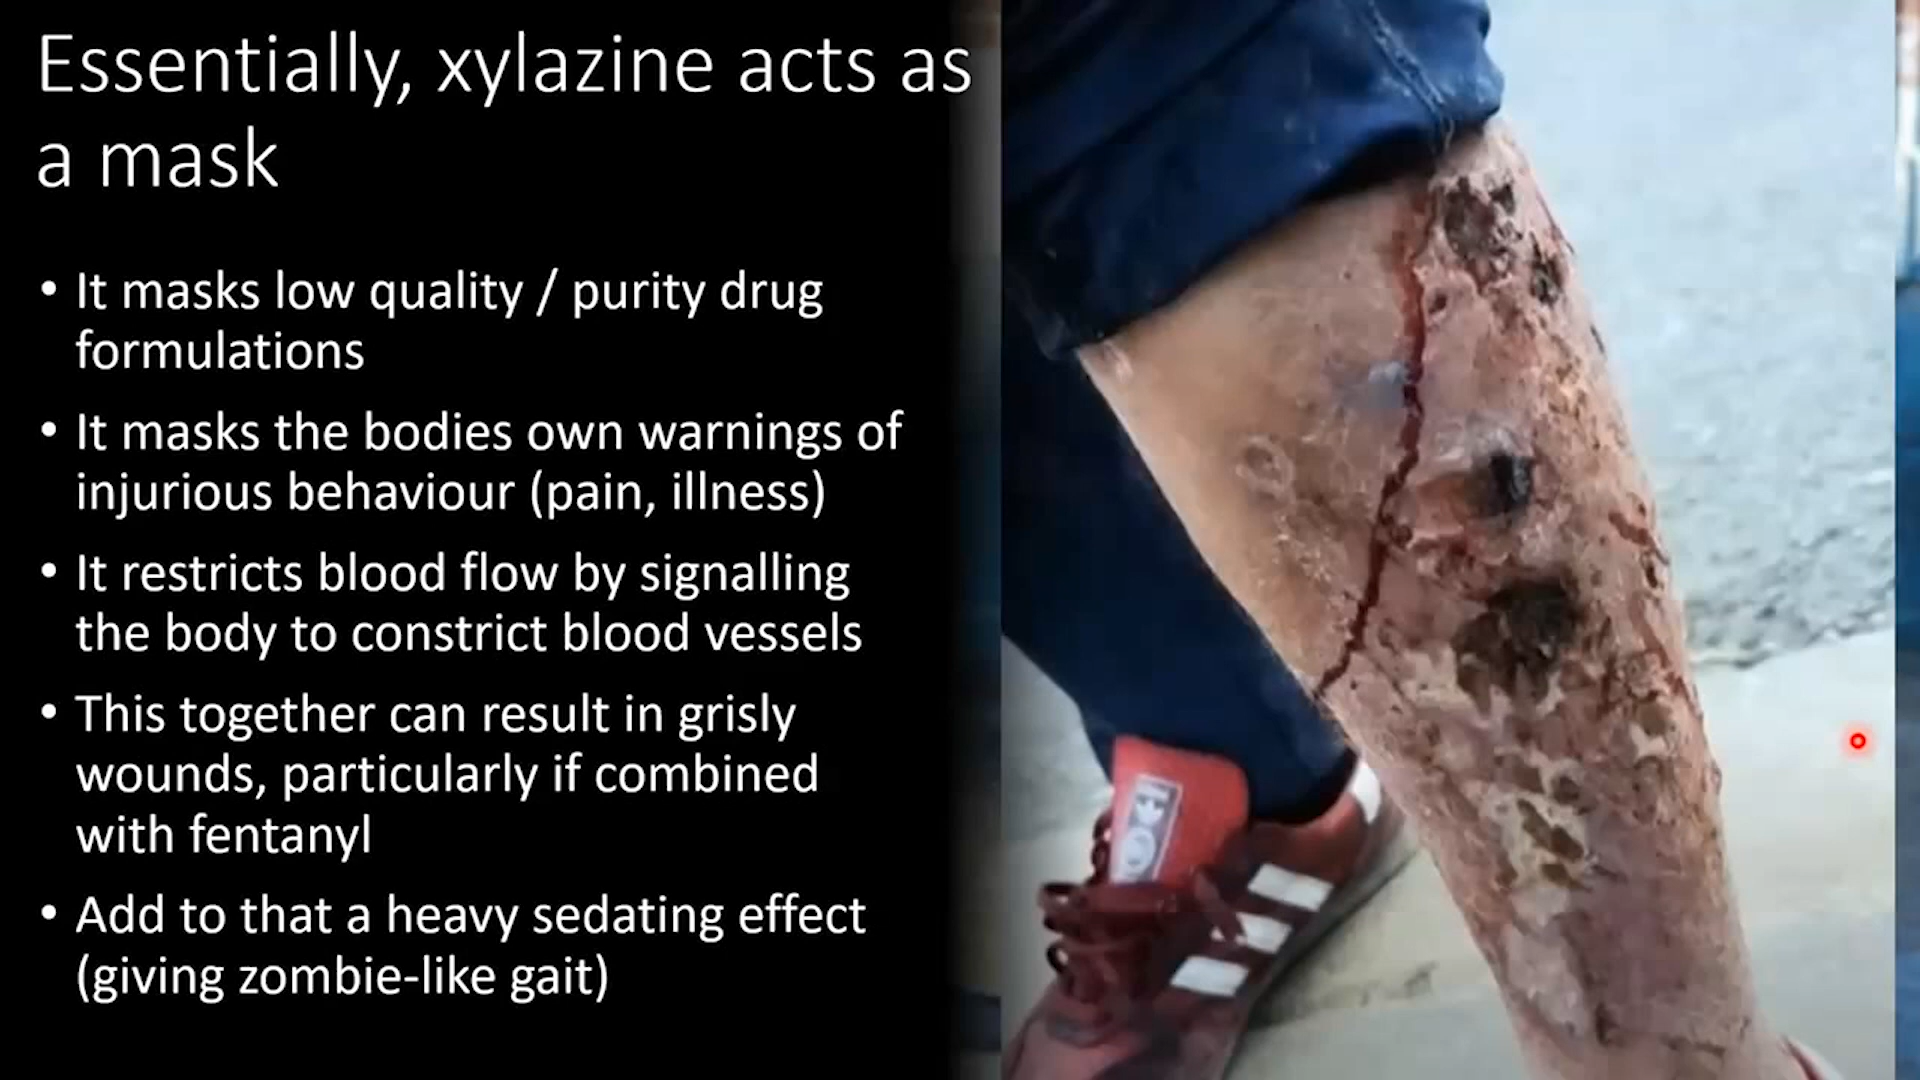 Essentially, xylazine acts as
a mask
• It masks low quality / purity drug
formulations
• It masks the bodies own warnings of
injurious behaviour (pain, illness)
• It restricts blood flow by signalling
the body to constrict blood vessels
• This together can result in grisly
wounds, particularly if combined
with fentanyl
• Add to that a heavy sedating effect
(giving zombie-like gait)